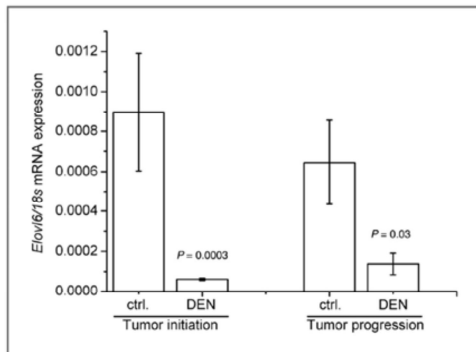 Elovl6/18s mRNA expression
0.0012
0.0010
0.0008
0.0006
0.0004
0.0002
0.0000
P = 0.0003
P = 0.03
ctrl. DEN ctrl. DEN
Tumor initiation Tumor progression